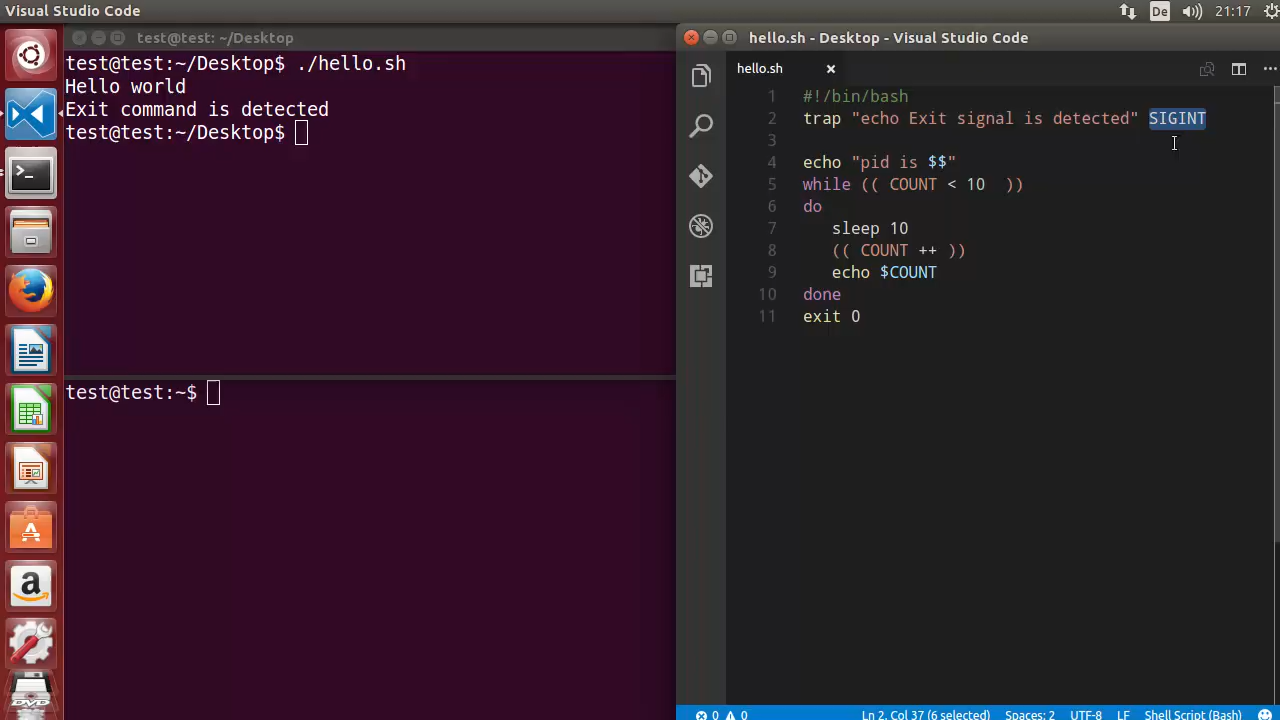 Visual Studio Code
De
21:17
test@test: ~/Desktop
test@test:~/Desktop$ ./hello.sh
Hello world
Exit command is detected
test@test:~/Desktop$
test@test:~$
hello.sh - Desktop - Visual Studio Code
hello.sh
1 #!/bin/bash
2 trap "echo Exit signal is detected" SIGINT
3
4 echo "pid is $$"
5 while (( COUNT < 10  ))
6 do
7    sleep 10
8    (( COUNT ++ ))
9    echo $COUNT
10 done
11 exit 0
0 0 Ln 2, Col 37 (6 selected) Spaces: 2 UTF-8 LF Shell Script (Bash)